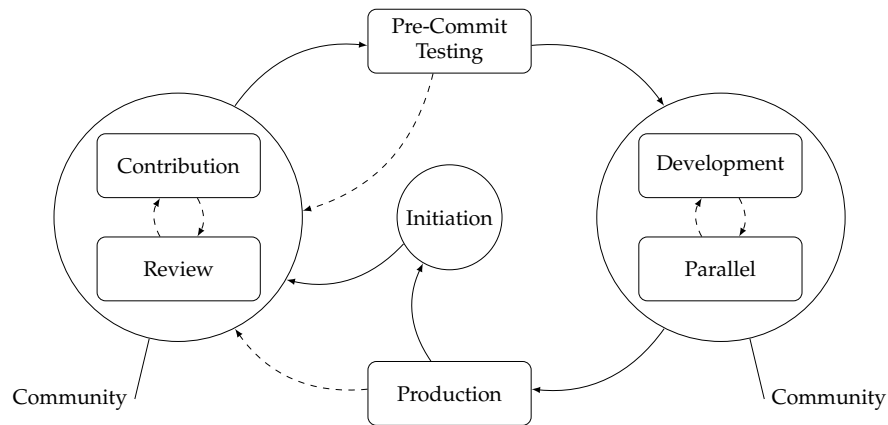 Pre-Commit
Testing
Contribution
Development
Initiation
Review
Parallel
Community
Production
Community